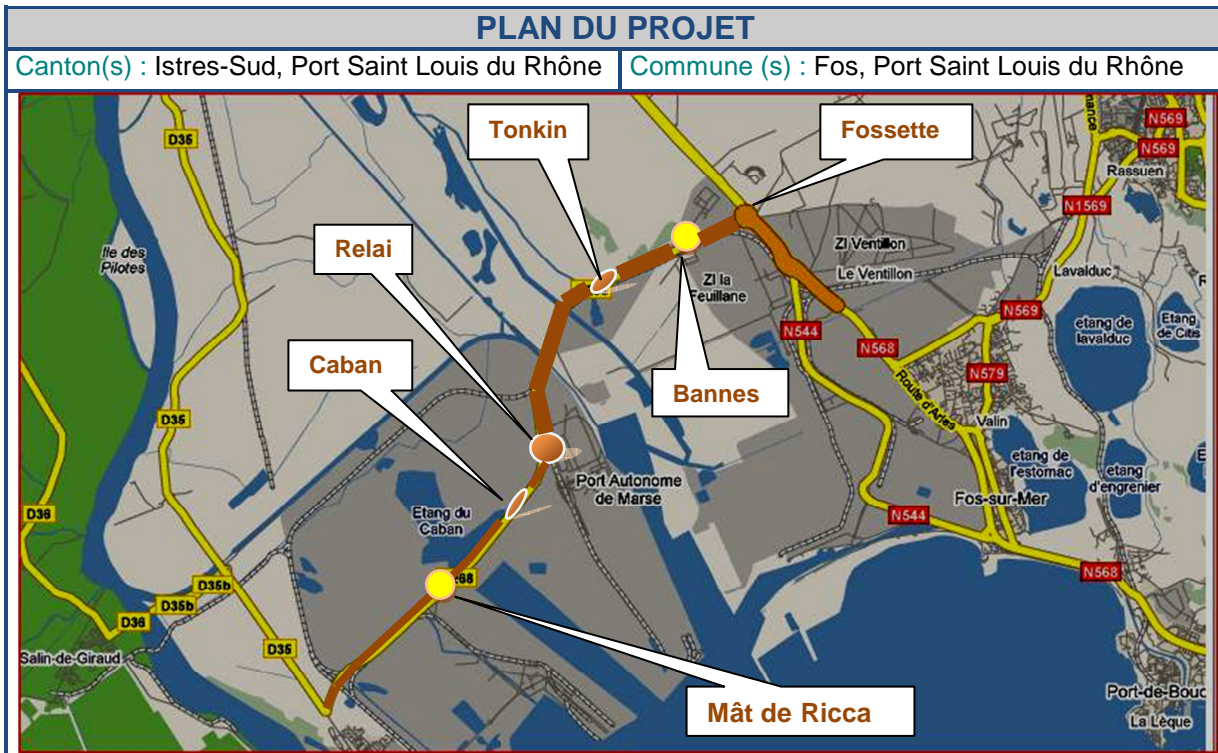 PLAN DU PROJET
Canton(s) : Istres-Sud, Port Saint Louis du Rhône
Commune (s) : Fos, Port Saint Louis du Rhône
Tonkin
Fossette
N569
N569
Rassuen
D35
N1569
Relai
Ile des
Pilotes
ZI Ventillon
Le Ventillon
Lavalduc
ZI la
Feuillane
N569
etang de
lavalduc
Etang
de Citis
N544
N568
Caban
Bannes
N579
Route d'Arles
D35
Valin
etang de
l'estomac
etang
d'engrenier
Port Autonome
de Marse
Etang du
Caban
Fos-sur-Mer
D36
N544
N568
D35b
D35b
D36
D35
Salin-de-Giraud
Mât de Ricca
Port-de-Bouc
La Lèque